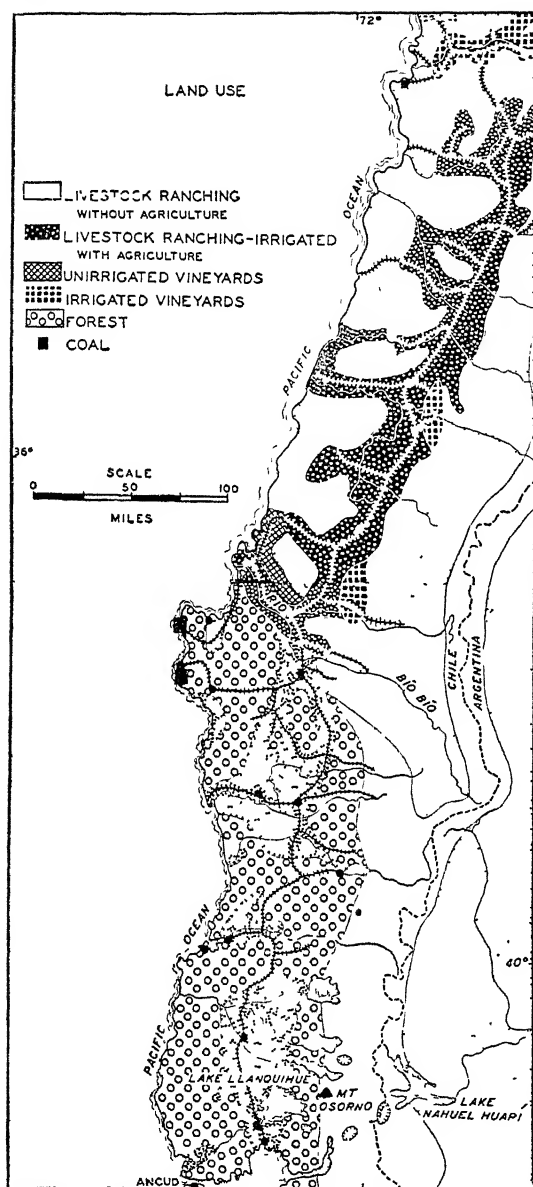 72°
LAND USE
LIVESTOCK RANCHING
WITHOUT AGRICULTURE
LIVESTOCK RANCHING-IRRIGATED
WITH AGRICULTURE
UNIRRIGATED VINEYARDS
IRRIGATED VINEYARDS
FOREST
COAL
PACIFIC OCEAN
36°
SCALE
0 50 100
MILES
BÍO BÍO
CHILE
ARGENTINA
PACIFIC OCEAN
40°
LAKE LLANQUIHUE
MT
OSORNO
LAKE
NAHUEL HUAPI
ANCUD